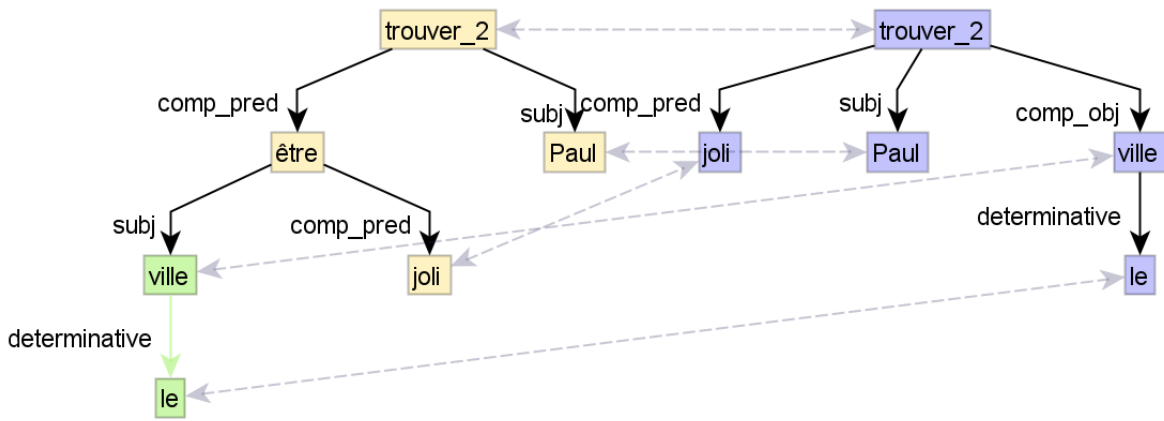 trouver_2 trouver_2
comp_pred subj comp_pred subj comp_obj
être Paul joli Paul ville
subj comp_pred determinative
ville joli le
determinative
le